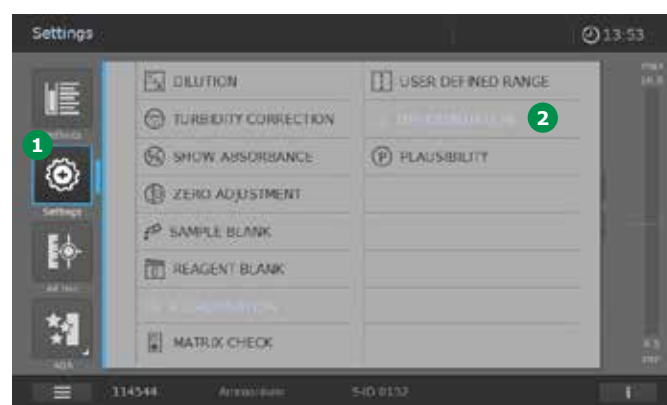 Settings
13:53
DILUTION
USER DEFINED RANGE
TURBIDITY CORRECTION
2
1
SHOW ABSORBANCE
PLAUSIBILITY
ZERO ADJUSTMENT
Settings
SAMPLE BLANK
REAGENT BLANK
MATRIX CHECK
AQA
114544
Ammonium
S-ID 0132